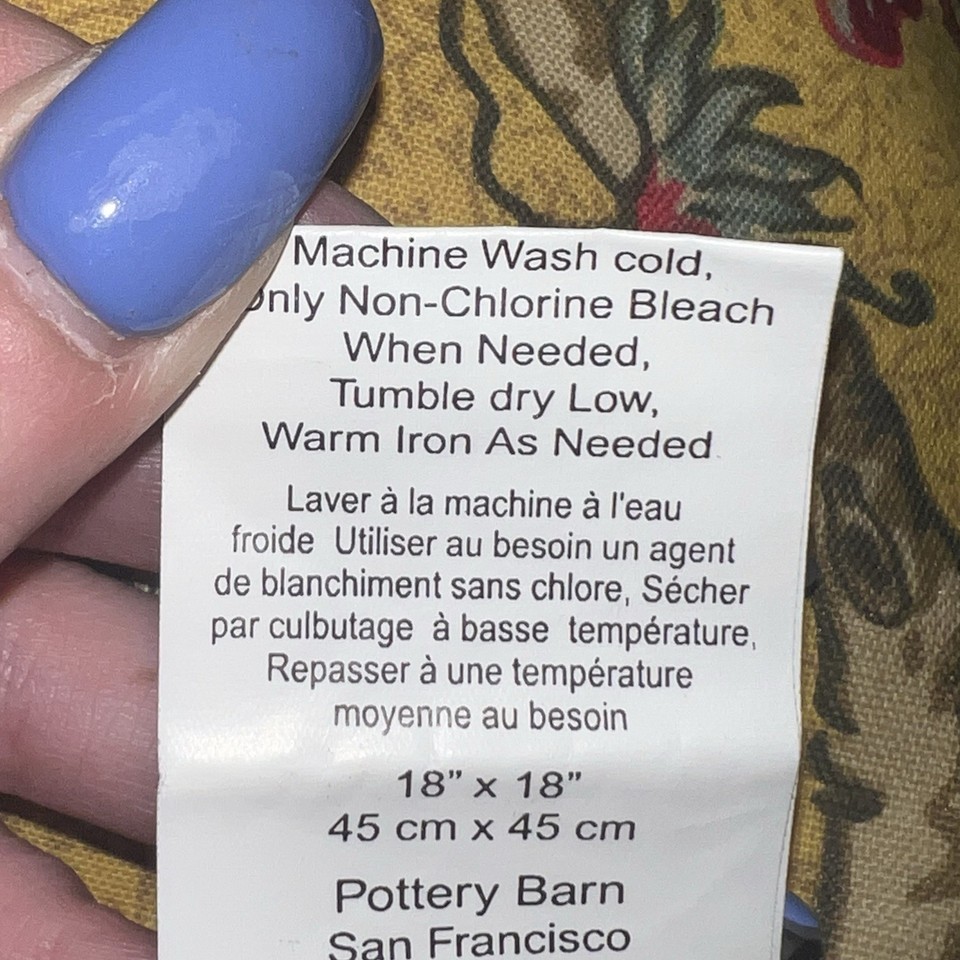 Machine Wash cold,
Only Non-Chlorine Bleach
When Needed,
Tumble dry Low,
Warm Iron As Needed
Laver à la machine à l'eau
froide Utiliser au besoin un agent
de blanchiment sans chlore, Sécher
par culbutage à basse température,
Repasser à une température
moyenne au besoin
18” x 18”
45 cm x 45 cm
Pottery Barn
San Francisco